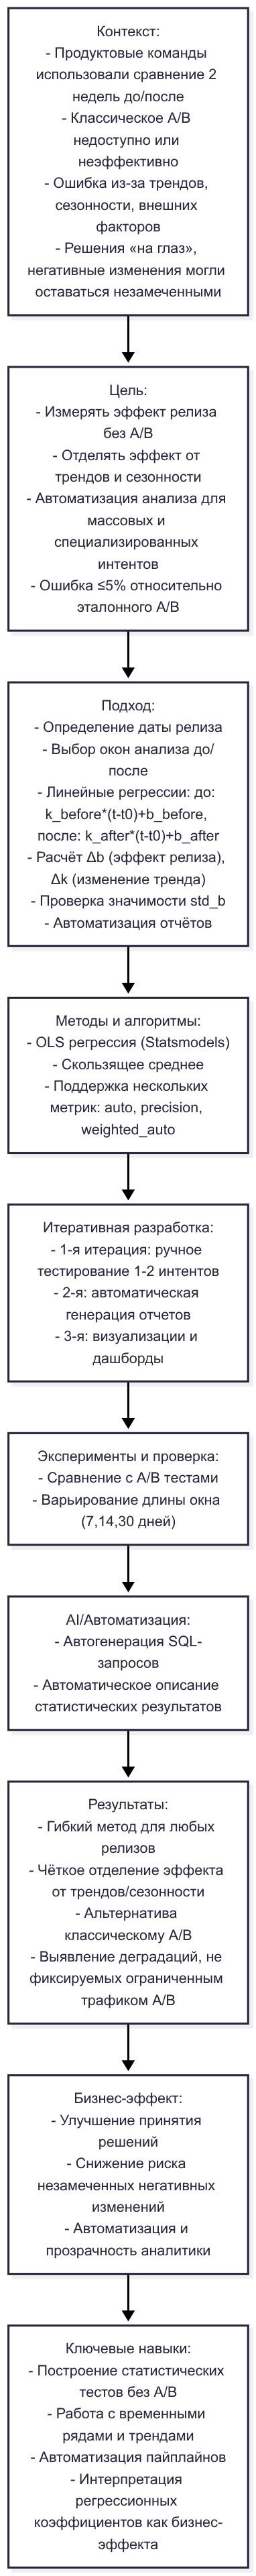 Контекст:
- Продуктовые команды
использовали сравнение 2
недель до/после
- Классическое A/B
недоступно или
неэффективно
- Ошибка из-за трендов,
сезонности, внешних
факторов
- Решения «на глаз»,
негативные изменения могли
оставаться незамеченными
Цель:
- Измерять эффект релиза
без A/B
- Отделять эффект от
трендов и сезонности
- Автоматизация анализа для
массовых и
специализированных
интентов
- Ошибка ≤5% относительно
эталонного A/B
Подход:
- Определение даты релиза
- Выбор окон анализа до/
после
- Линейные регрессии: до:
k_before*(t-t0)+b_before,
после: k_after*(t-t0)+b_after
- Расчёт Δb (эффект релиза),
Δk (изменение тренда)
- Проверка значимости std_b
- Автоматизация отчётов
Методы и алгоритмы:
- OLS регрессия (Statsmodels)
- Скользящее среднее
- Поддержка нескольких
метрик: auto, precision,
weighted_auto
Итеративная разработка:
- 1-я итерация: ручное
тестирование 1-2 интентов
- 2-я: автоматическая
генерация отчетов
- 3-я: визуализации и
дашборды
Эксперименты и проверка:
- Сравнение с A/B тестами
- Варьирование длины окна
(7,14,30 дней)
AI/Автоматизация:
- Автогенерация SQL-
запросов
- Автоматическое описание
статистических результатов
Результаты:
- Гибкий метод для любых
релизов
- Чёткое отделение эффекта
от трендов/сезонности
- Альтернатива
классическому A/B
- Выявление деградаций, не
фиксируемых ограниченным
трафиком A/B
Бизнес-эффект:
- Улучшение принятия
решений
- Снижение риска
незамеченных негативных
изменений
- Автоматизация и
прозрачность аналитики
Ключевые навыки:
- Построение статистических
тестов без A/B
- Работа с временными
рядами и трендами
- Автоматизация пайплайнов
- Интерпретация
регрессионных
коэффициентов как бизнес-
эффекта